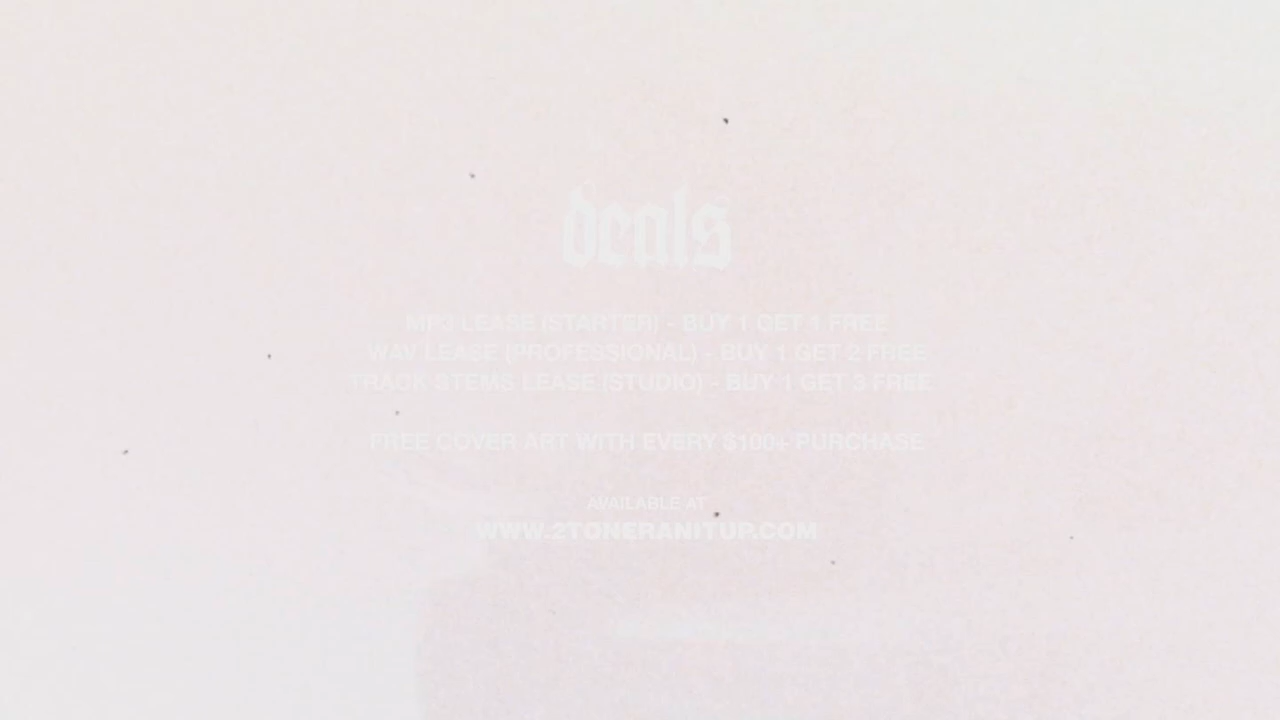 deals
MP3 LEASE (STARTER) - BUY 1 GET 1 FREE
WAV LEASE (PROFESSIONAL) - BUY 1 GET 2 FREE
TRACK STEMS LEASE (STUDIO) - BUY 1 GET 3 FREE
FREE COVER ART WITH EVERY $100+ PURCHASE
AVAILABLE AT
WWW.2TONERANITUP.COM